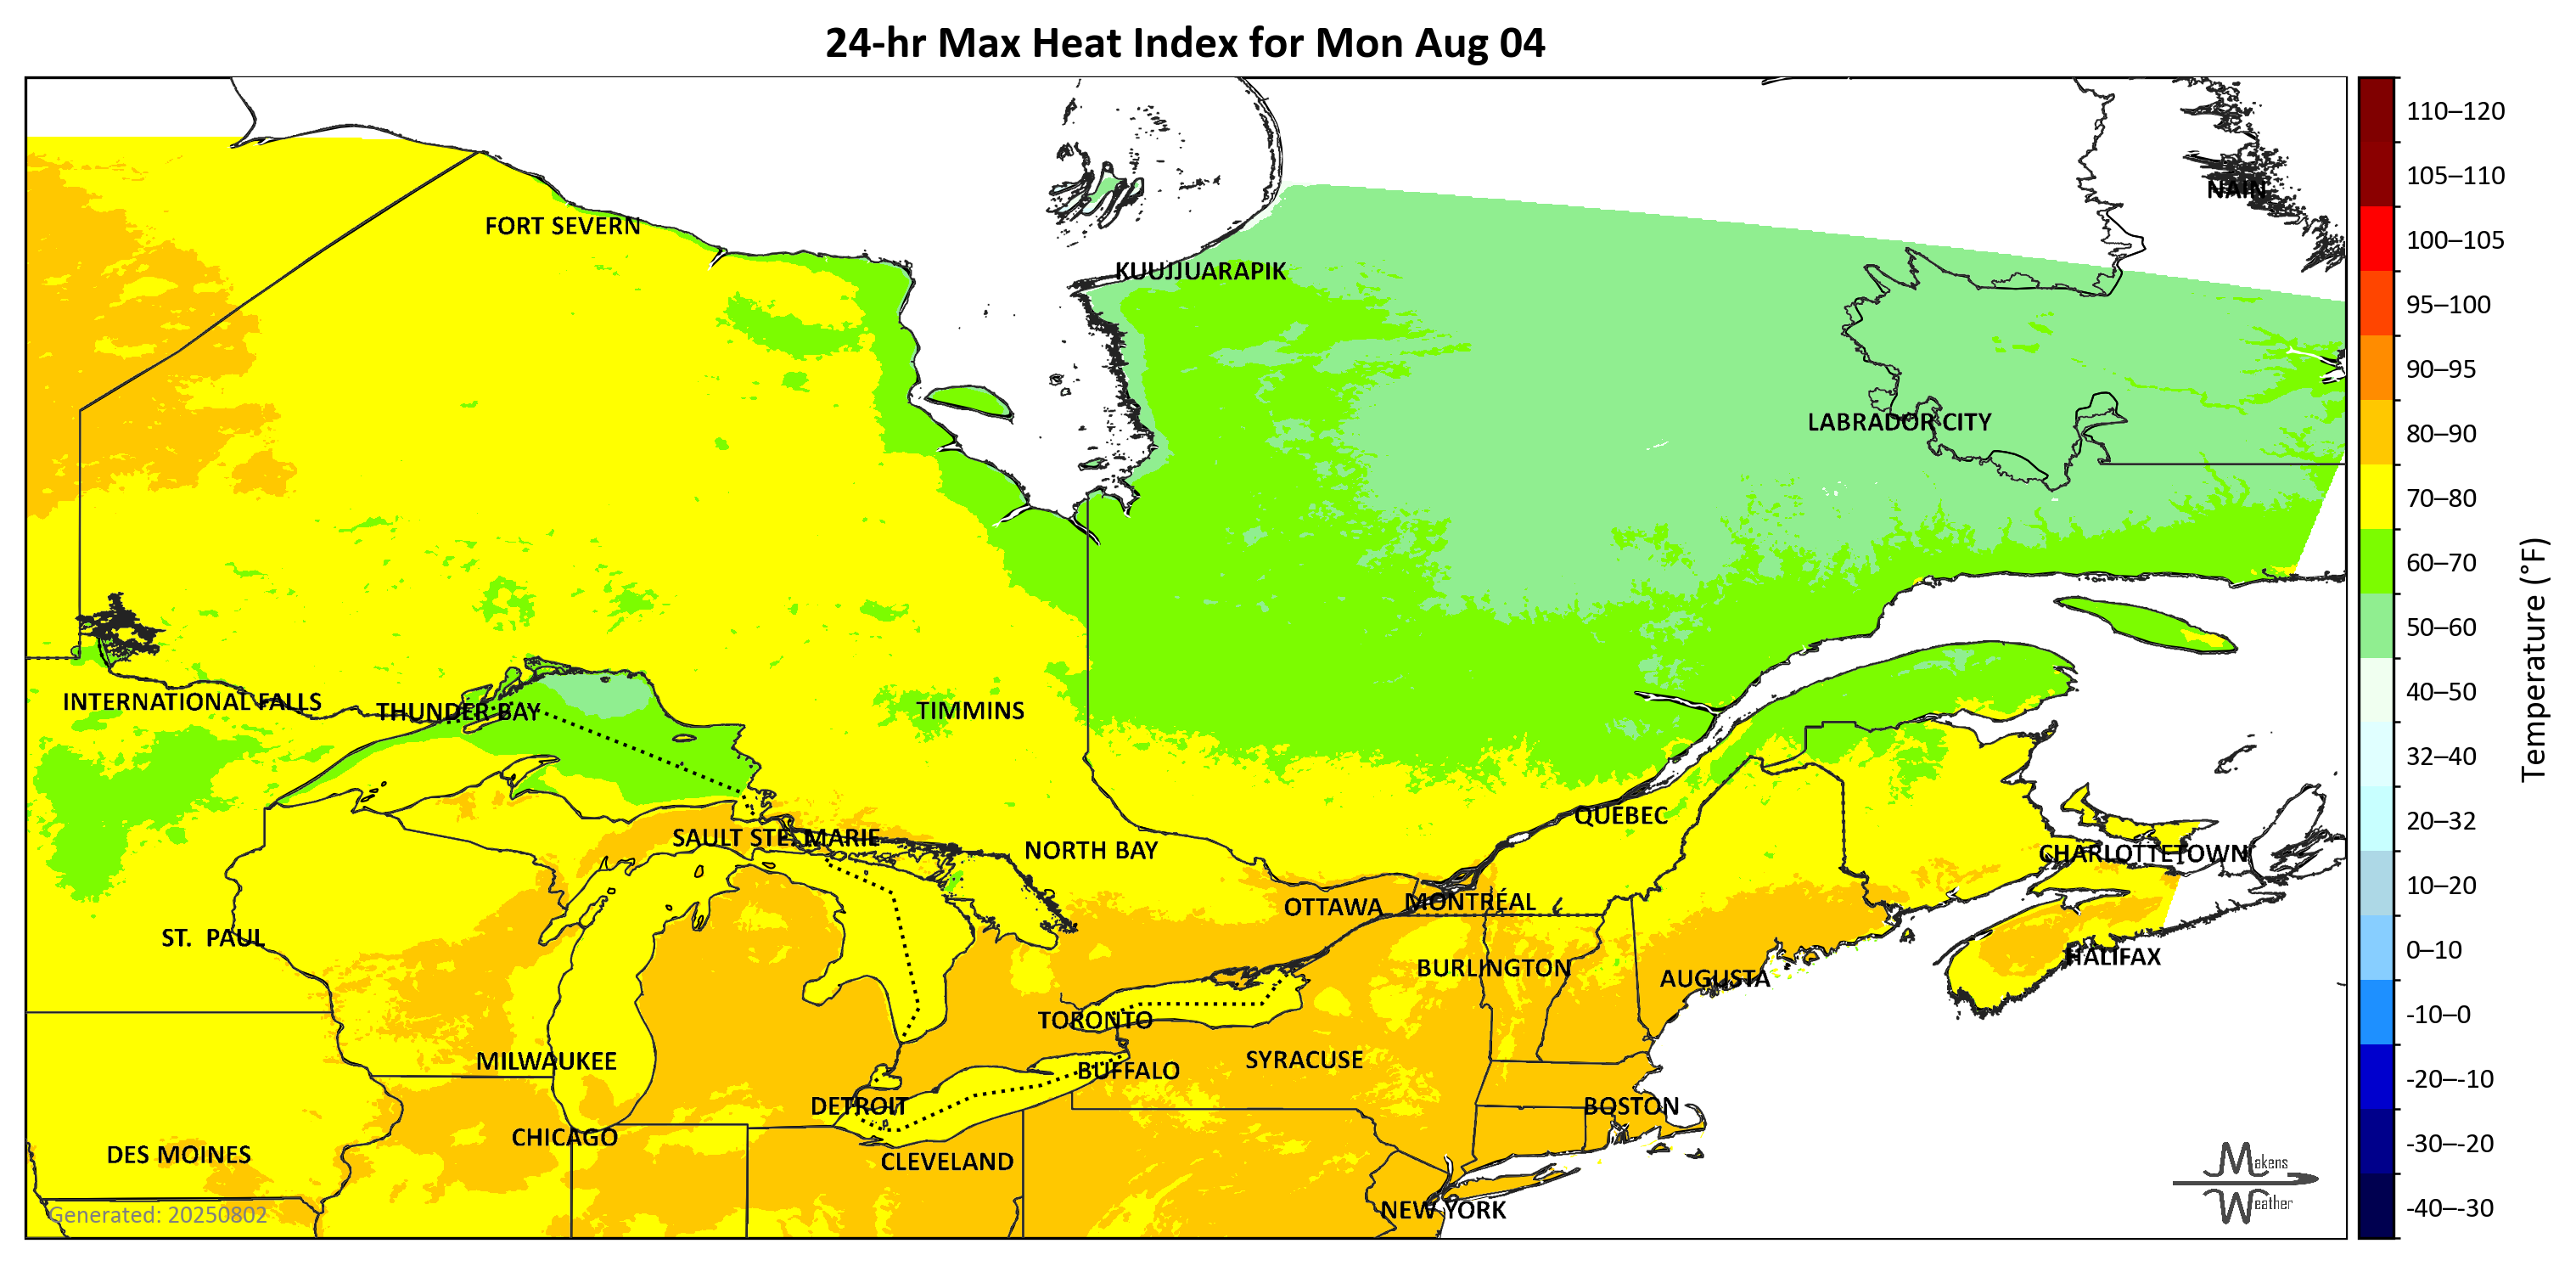 24-hr Max Heat Index for Mon Aug 04
110–120
105–110
NAIN
FORT SEVERN
100–105
KUUJJUARAPIK
95–100
90–95
LABRADOR CITY
80–90
70–80
60–70
50–60
Temperature (°F)
40–50
INTERNATIONAL FALLS
THUNDER BAY
TIMMINS
32–40
QUEBEC
20–32
SAULT STE. MARIE
NORTH BAY
CHARLOTTETOWN
10–20
OTTAWA
MONTRÉAL
ST. PAUL
0–10
HALIFAX
BURLINGTON
AUGUSTA
-10–0
TORONTO
MILWAUKEE
SYRACUSE
BUFFALO
-20–-10
DETROIT
BOSTON
CHICAGO
-30–-20
DES MOINES
CLEVELAND
Makens
Weather
-40–-30
NEW YORK
Generated: 20250802